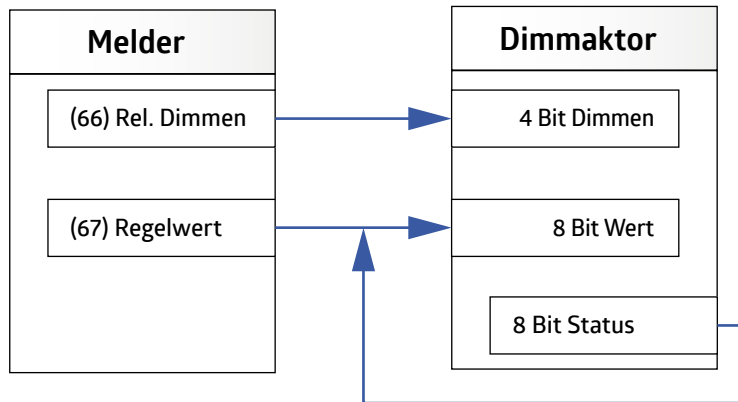 Melder
(66) Rel. Dimmen
(67) Regelwert
Dimmaktor
4 Bit Dimmen
8 Bit Wert
8 Bit Status